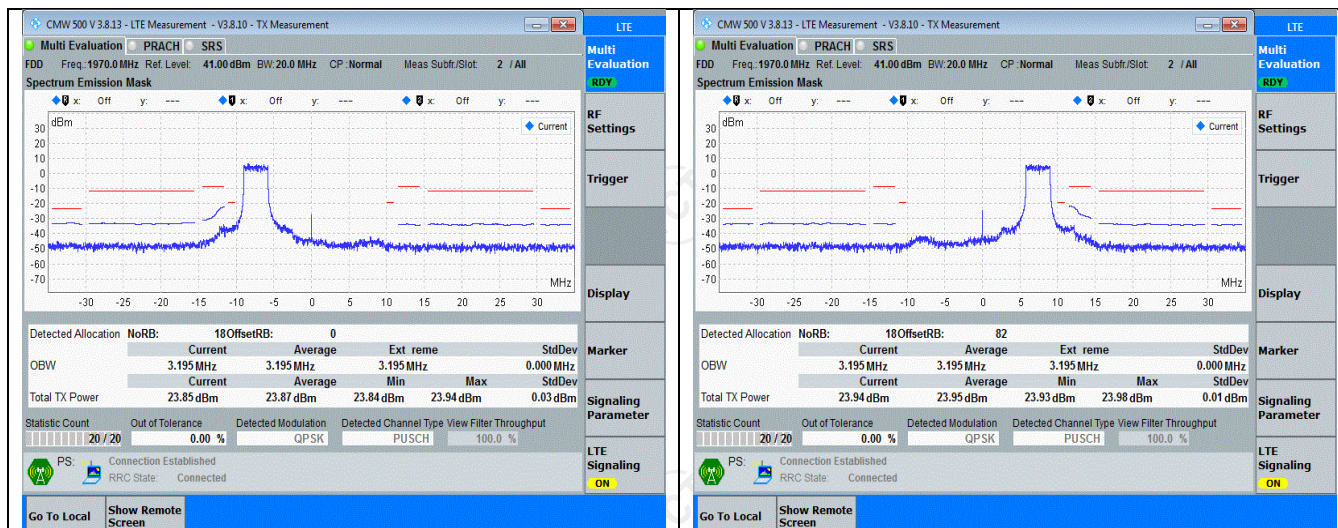 CMW 500 V 3.8.13 - LTE Measurement - V3.8.10 - TX Measurement
LTE
Multi Evaluation PRACH SRS
Multi Evaluation
RDY
FDD Freq.:1970.0 MHz Ref. Level: 41.00 dBm BW:20.0 MHz CP :Normal Meas Subfr./Slot: 2 / All
Spectrum Emission Mask
x: Off y: --- x: Off y: --- x: Off y: ---
dBm
Current
30
20
10
0
-10
-20
-30
-40
-50
-60
-70
MHz
-30 -25 -20 -15 -10 -5 0 5 10 15 20 25 30
RF
Settings
Trigger
Display
Marker
Signaling
Parameter
LTE
Signaling
ON
Detected Allocation NoRB: 18OffsetRB: 0
Current Average Ext reme StdDev
OBW 3.195 MHz 3.195 MHz 3.195 MHz 0.000 MHz
Current Average Min Max StdDev
Total TX Power 23.85 dBm 23.87 dBm 23.84 dBm 23.94 dBm 0.03 dBm
Statistic Count Out of Tolerance Detected Modulation Detected Channel Type View Filter Throughput
20 / 20 0.00 % QPSK PUSCH 100.0 %
PS: Connection Established
RRC State: Connected
Go To Local
Show Remote
Screen
CMW 500 V 3.8.13 - LTE Measurement - V3.8.10 - TX Measurement
LTE
Multi Evaluation PRACH SRS
Multi
Evaluation
RDY
FDD Freq.:1970.0 MHz Ref. Level: 41.00 dBm BW:20.0 MHz CP :Normal Meas Subfr./Slot: 2 / All
Spectrum Emission Mask
x: Off y: --- x: Off y: --- x: Off y: ---
dBm
Current
30
20
10
0
-10
-20
-30
-40
-50
-60
-70
MHz
-30 -25 -20 -15 -10 -5 0 5 10 15 20 25 30
RF
Settings
Trigger
Display
Marker
Signaling
Parameter
LTE
Signaling
ON
Detected Allocation NoRB: 18OffsetRB: 82
Current Average Ext reme StdDev
OBW 3.195 MHz 3.195 MHz 3.195 MHz 0.000 MHz
Current Average Min Max StdDev
Total TX Power 23.94 dBm 23.95 dBm 23.93 dBm 23.98 dBm 0.01 dBm
Statistic Count Out of Tolerance Detected Modulation Detected Channel Type View Filter Throughput
20 / 20 0.00 % QPSK PUSCH 100.0 %
PS: Connection Established
RRC State: Connected
Go To Local
Show Remote
Screen